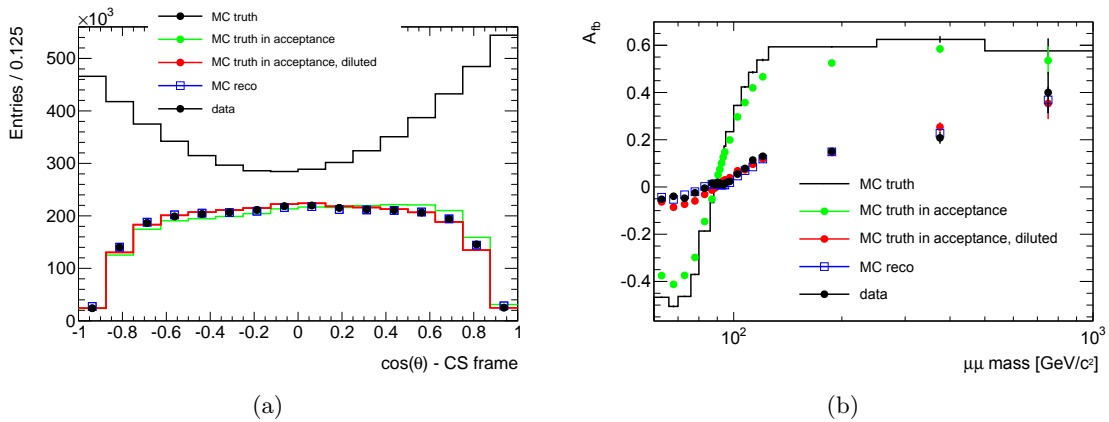 ×10³
Entries / 0.125
500
400
300
200
100
0
MC truth
MC truth in acceptance
MC truth in acceptance, diluted
MC reco
data
-1 -0.8 -0.6 -0.4 -0.2 0 0.2 0.4 0.6 0.8 1
cos(θ) - CS frame
(a)
A_fb
0.6
0.4
0.2
0
-0.2
-0.4
MC truth
MC truth in acceptance
MC truth in acceptance, diluted
MC reco
data
10² 10³
μμ mass [GeV/c²]
(b)